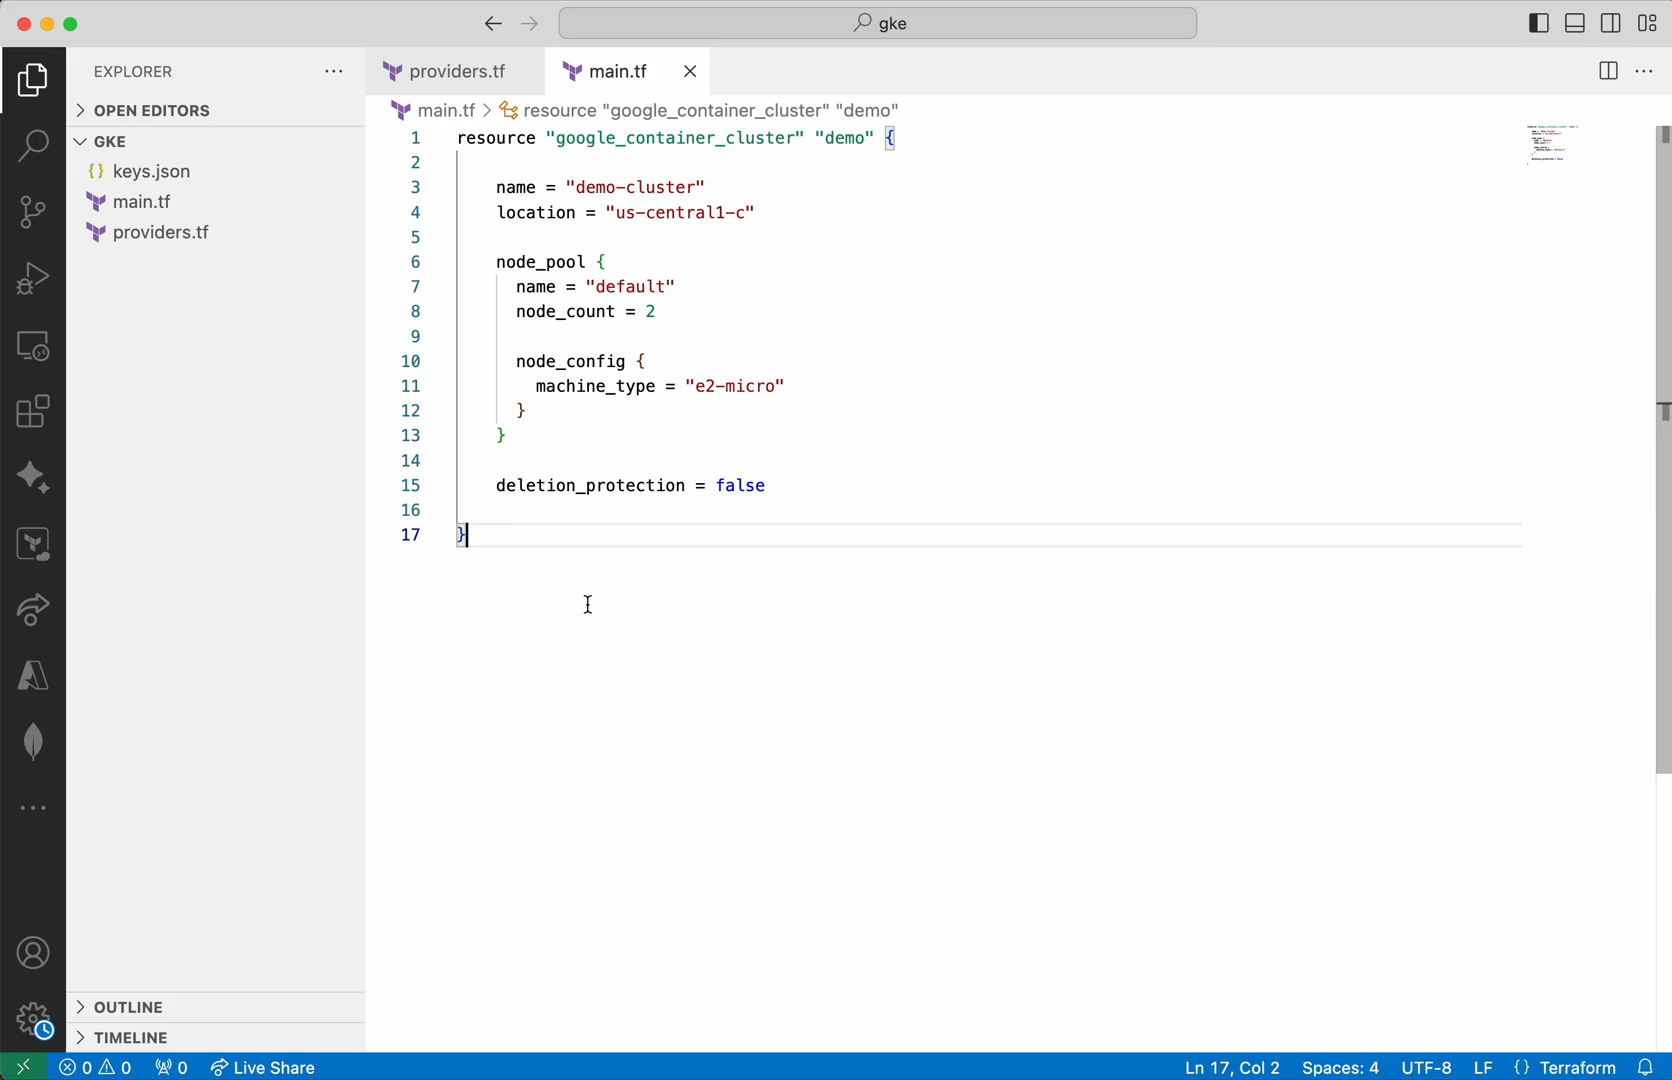 gke
EXPLORER
providers.tf
main.tf
OPEN EDITORS
main.tf > resource "google_container_cluster" "demo"
GKE
keys.json
main.tf
providers.tf
1 resource "google_container_cluster" "demo" {
2
3 name = "demo-cluster"
4 location = "us-central1-c"
5
6 node_pool {
7 name = "default"
8 node_count = 2
9
10 node_config {
11 machine_type = "e2-micro"
12 }
13 }
14
15 deletion_protection = false
16
17 }
OUTLINE
TIMELINE
0 0 0 Live Share
Ln 17, Col 2 Spaces: 4 UTF-8 LF {} Terraform